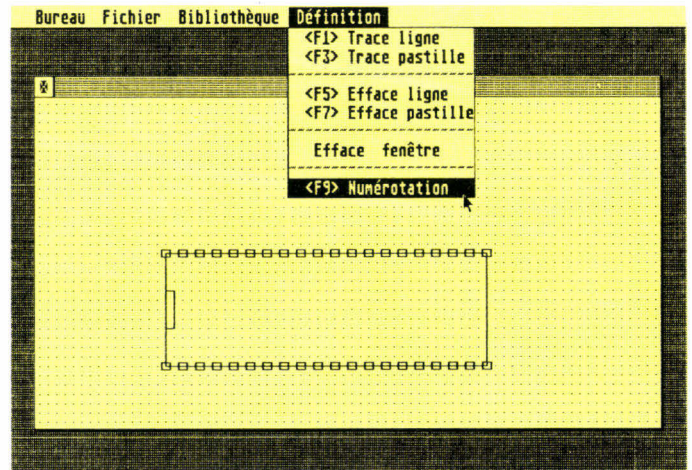 Bureau Fichier Bibliothèque Définition
<F1> Trace ligne
<F3> Trace pastille
<F5> Efface ligne
<F7> Efface pastille
Efface fenêtre
<F9> Numérotation